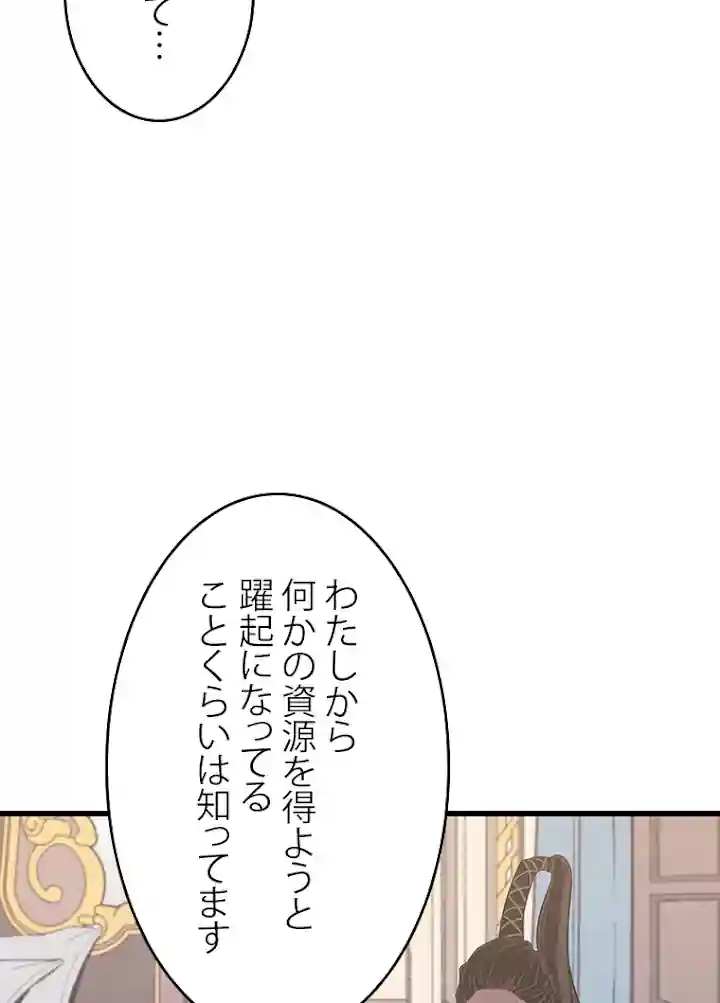 て…
わたしから
何かの資源を得ようと
躍起になってる
ことくらいは知ってます